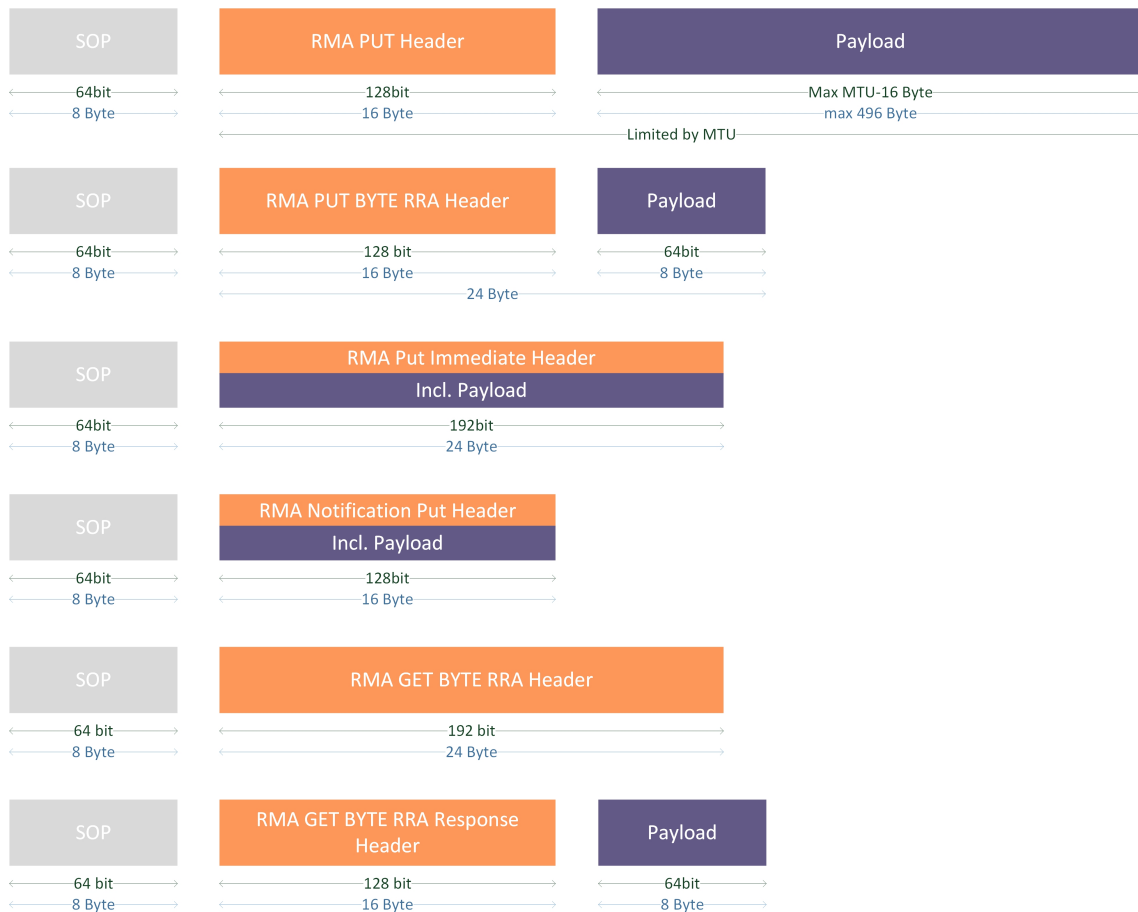 SOP
RMA PUT Header
Payload
64bit
128bit
Max MTU-16 Byte
8 Byte
16 Byte
max 496 Byte
Limited by MTU
SOP
RMA PUT BYTE RRA Header
Payload
64bit
128 bit
64bit
8 Byte
16 Byte
8 Byte
24 Byte
SOP
RMA Put Immediate Header
Incl. Payload
64bit
192bit
8 Byte
24 Byte
SOP
RMA Notification Put Header
Incl. Payload
64bit
128bit
8 Byte
16 Byte
SOP
RMA GET BYTE RRA Header
64 bit
192 bit
8 Byte
24 Byte
SOP
RMA GET BYTE RRA Response
Header
Payload
64 bit
128 bit
64bit
8 Byte
16 Byte
8 Byte